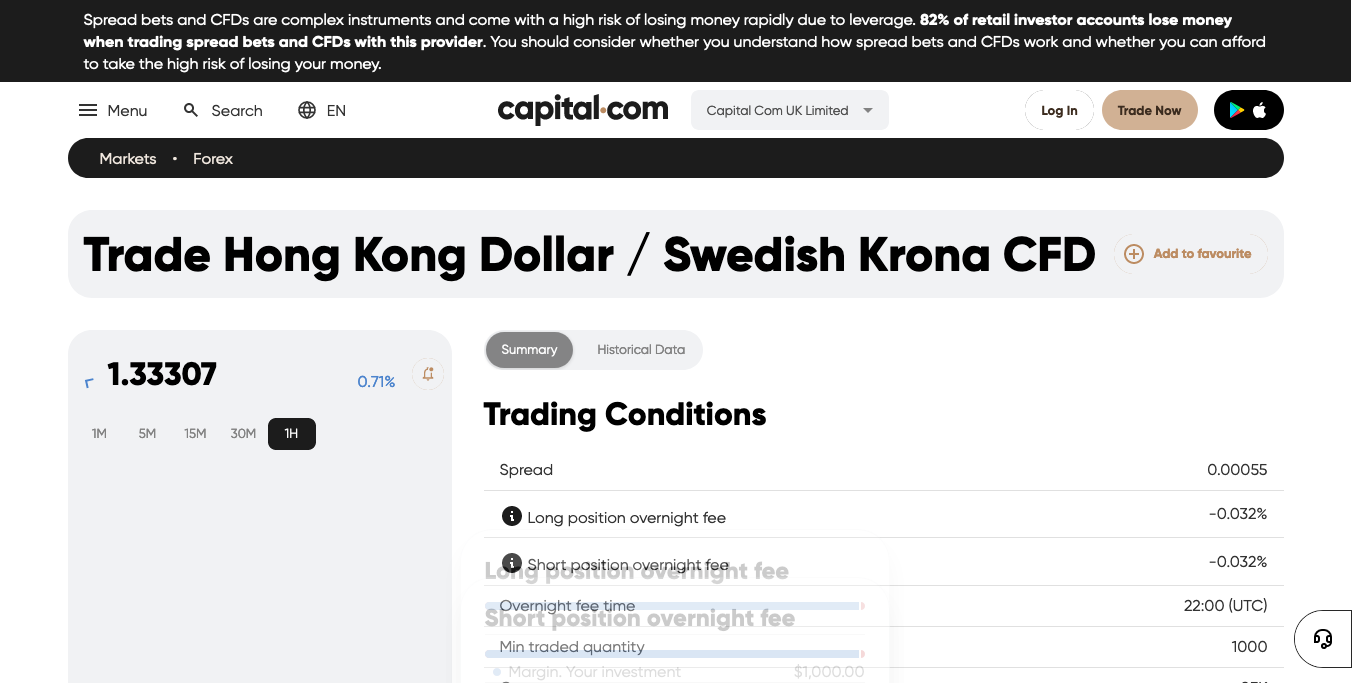 Spread bets and CFDs are complex instruments and come with a high risk of losing money rapidly due to leverage. 82% of retail investor accounts lose money
when trading spread bets and CFDs with this provider. You should consider whether you understand how spread bets and CFDs work and whether you can afford
to take the high risk of losing your money.
Menu Search EN capital.com Capital Com UK Limited Log In Trade Now
Markets • Forex
Trade Hong Kong Dollar / Swedish Krona CFD Add to favourite
1.33307 0.71%
1M 5M 15M 30M 1H
Summary Historical Data
Trading Conditions
Spread 0.00055
Long position overnight fee -0.032%
Short position overnight fee -0.032%
Long position overnight fee
Overnight fee time 22:00 (UTC)
Short position overnight fee
Min traded quantity 1000
Margin. Your investment $1,000.00